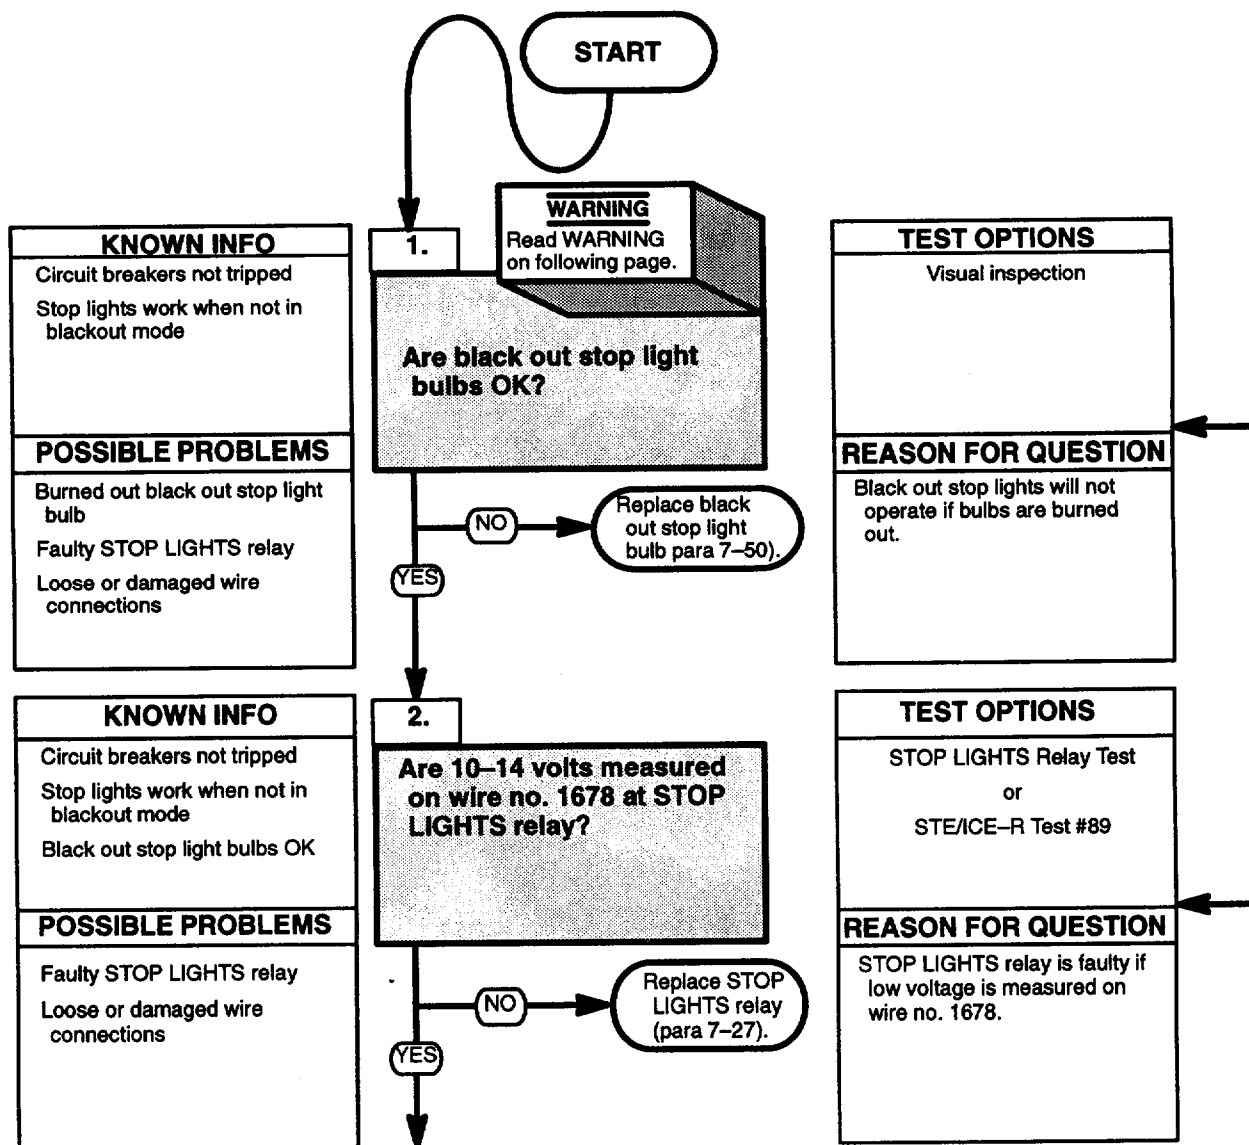 START
WARNING
Read WARNING
on following page.
1.
KNOWN INFO
Circuit breakers not tripped
Stop lights work when not in
blackout mode
POSSIBLE PROBLEMS
Burned out black out stop light
bulb
Faulty STOP LIGHTS relay
Loose or damaged wire
connections
Are black out stop light
bulbs OK?
NO
Replace black
out stop light
bulb para 7–50).
YES
TEST OPTIONS
Visual inspection
REASON FOR QUESTION
Black out stop lights will not
operate if bulbs are burned
out.
2.
KNOWN INFO
Circuit breakers not tripped
Stop lights work when not in
blackout mode
Black out stop light bulbs OK
POSSIBLE PROBLEMS
Faulty STOP LIGHTS relay
Loose or damaged wire
connections
Are 10–14 volts measured
on wire no. 1678 at STOP
LIGHTS relay?
NO
Replace STOP
LIGHTS relay
(para 7–27).
YES
TEST OPTIONS
STOP LIGHTS Relay Test
or
STE/ICE–R Test #89
REASON FOR QUESTION
STOP LIGHTS relay is faulty if
low voltage is measured on
wire no. 1678.